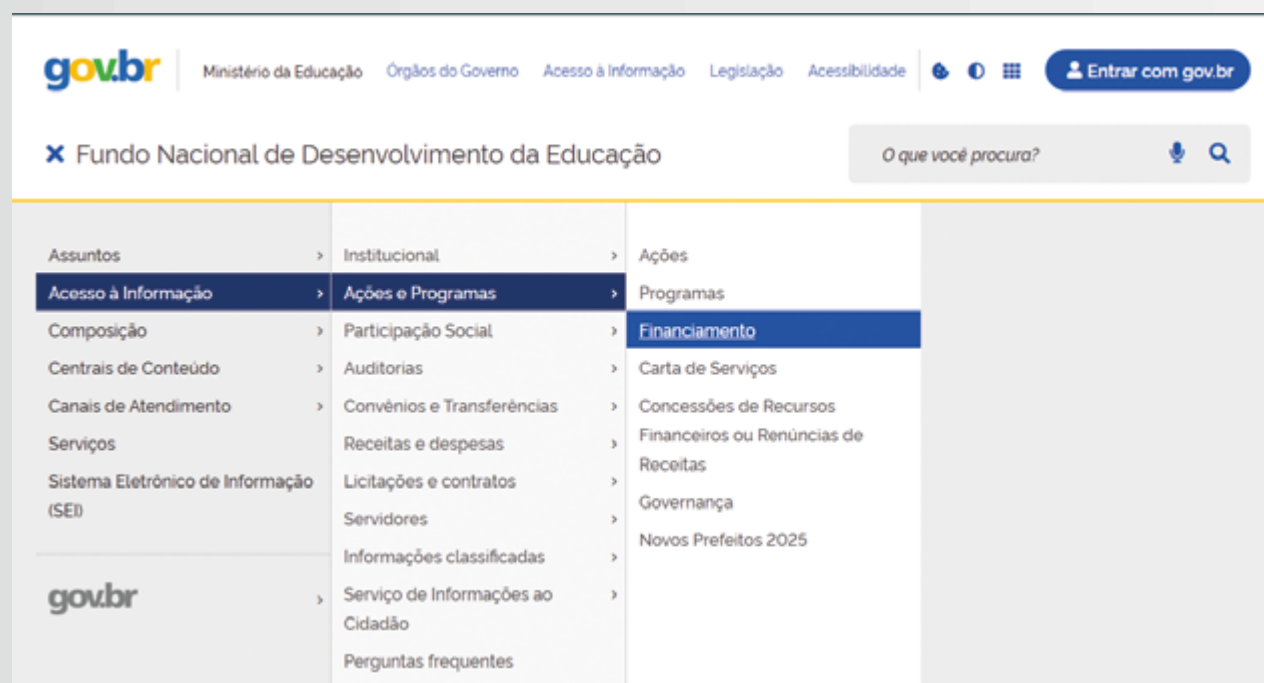 gov.br
Ministério da Educação
Órgãos do Governo
Acesso à Informação
Legislação
Acessibilidade
Entrar com gov.br
Fundo Nacional de Desenvolvimento da Educação
O que você procura?
Assuntos
Acesso à Informação
Composição
Centrais de Conteúdo
Canais de Atendimento
Serviços
Sistema Eletrônico de Informação
(SEI)
gov.br
Institucional
Ações e Programas
Participação Social
Auditorias
Convênios e Transferências
Receitas e despesas
Licitações e contratos
Servidores
Informações classificadas
Serviço de Informações ao
Cidadão
Perguntas frequentes
Ações
Programas
Financiamento
Carta de Serviços
Concessões de Recursos
Financeiros ou Renúncias de
Receitas
Governança
Novos Prefeitos 2025